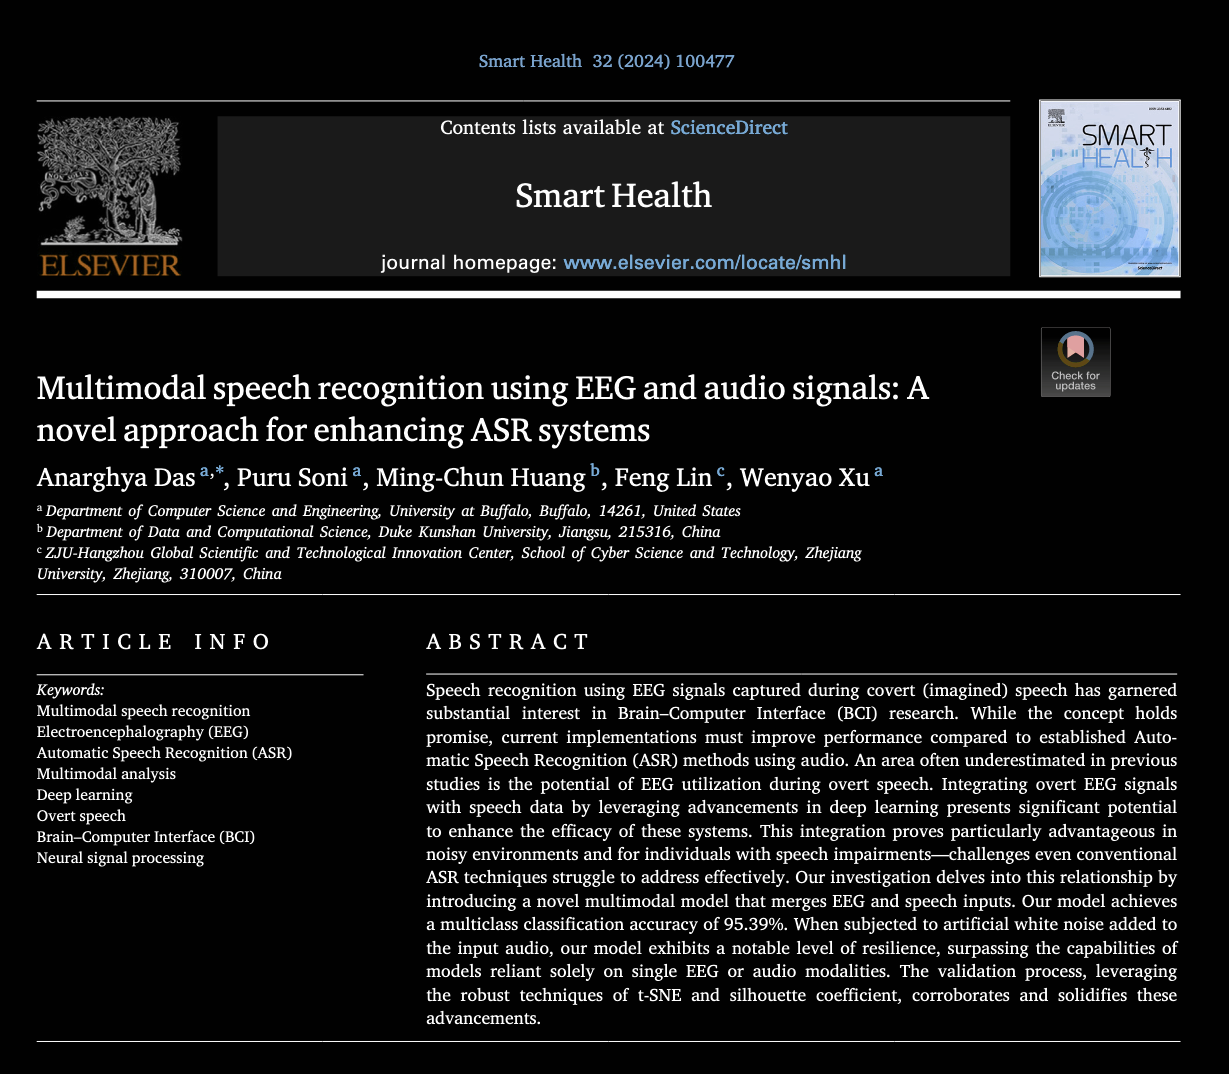 Smart Health 32 (2024) 100477
Contents lists available at ScienceDirect
Smart Health
journal homepage: www.elsevier.com/locate/smhl
ELSEVIER
SMART
HEALTH
Check for
updates
Multimodal speech recognition using EEG and audio signals: A
novel approach for enhancing ASR systems
Anarghya Das a,*, Puru Soni a, Ming-Chun Huang b, Feng Lin c, Wenyao Xu a
a Department of Computer Science and Engineering, University at Buffalo, Buffalo, 14261, United States
b Department of Data and Computational Science, Duke Kunshan University, Jiangsu, 215316, China
c ZJU-Hangzhou Global Scientific and Technological Innovation Center, School of Cyber Science and Technology, Zhejiang
University, Zhejiang, 310007, China
ARTICLE INFO
Keywords:
Multimodal speech recognition
Electroencephalography (EEG)
Automatic Speech Recognition (ASR)
Multimodal analysis
Deep learning
Overt speech
Brain–Computer Interface (BCI)
Neural signal processing
ABSTRACT
Speech recognition using EEG signals captured during covert (imagined) speech has garnered
substantial interest in Brain–Computer Interface (BCI) research. While the concept holds
promise, current implementations must improve performance compared to established Auto-
matic Speech Recognition (ASR) methods using audio. An area often underestimated in previous
studies is the potential of EEG utilization during overt speech. Integrating overt EEG signals
with speech data by leveraging advancements in deep learning presents significant potential
to enhance the efficacy of these systems. This integration proves particularly advantageous in
noisy environments and for individuals with speech impairments—challenges even conventional
ASR techniques struggle to address effectively. Our investigation delves into this relationship by
introducing a novel multimodal model that merges EEG and speech inputs. Our model achieves
a multiclass classification accuracy of 95.39%. When subjected to artificial white noise added to
the input audio, our model exhibits a notable level of resilience, surpassing the capabilities of
models reliant solely on single EEG or audio modalities. The validation process, leveraging
the robust techniques of t-SNE and silhouette coefficient, corroborates and solidifies these
advancements.